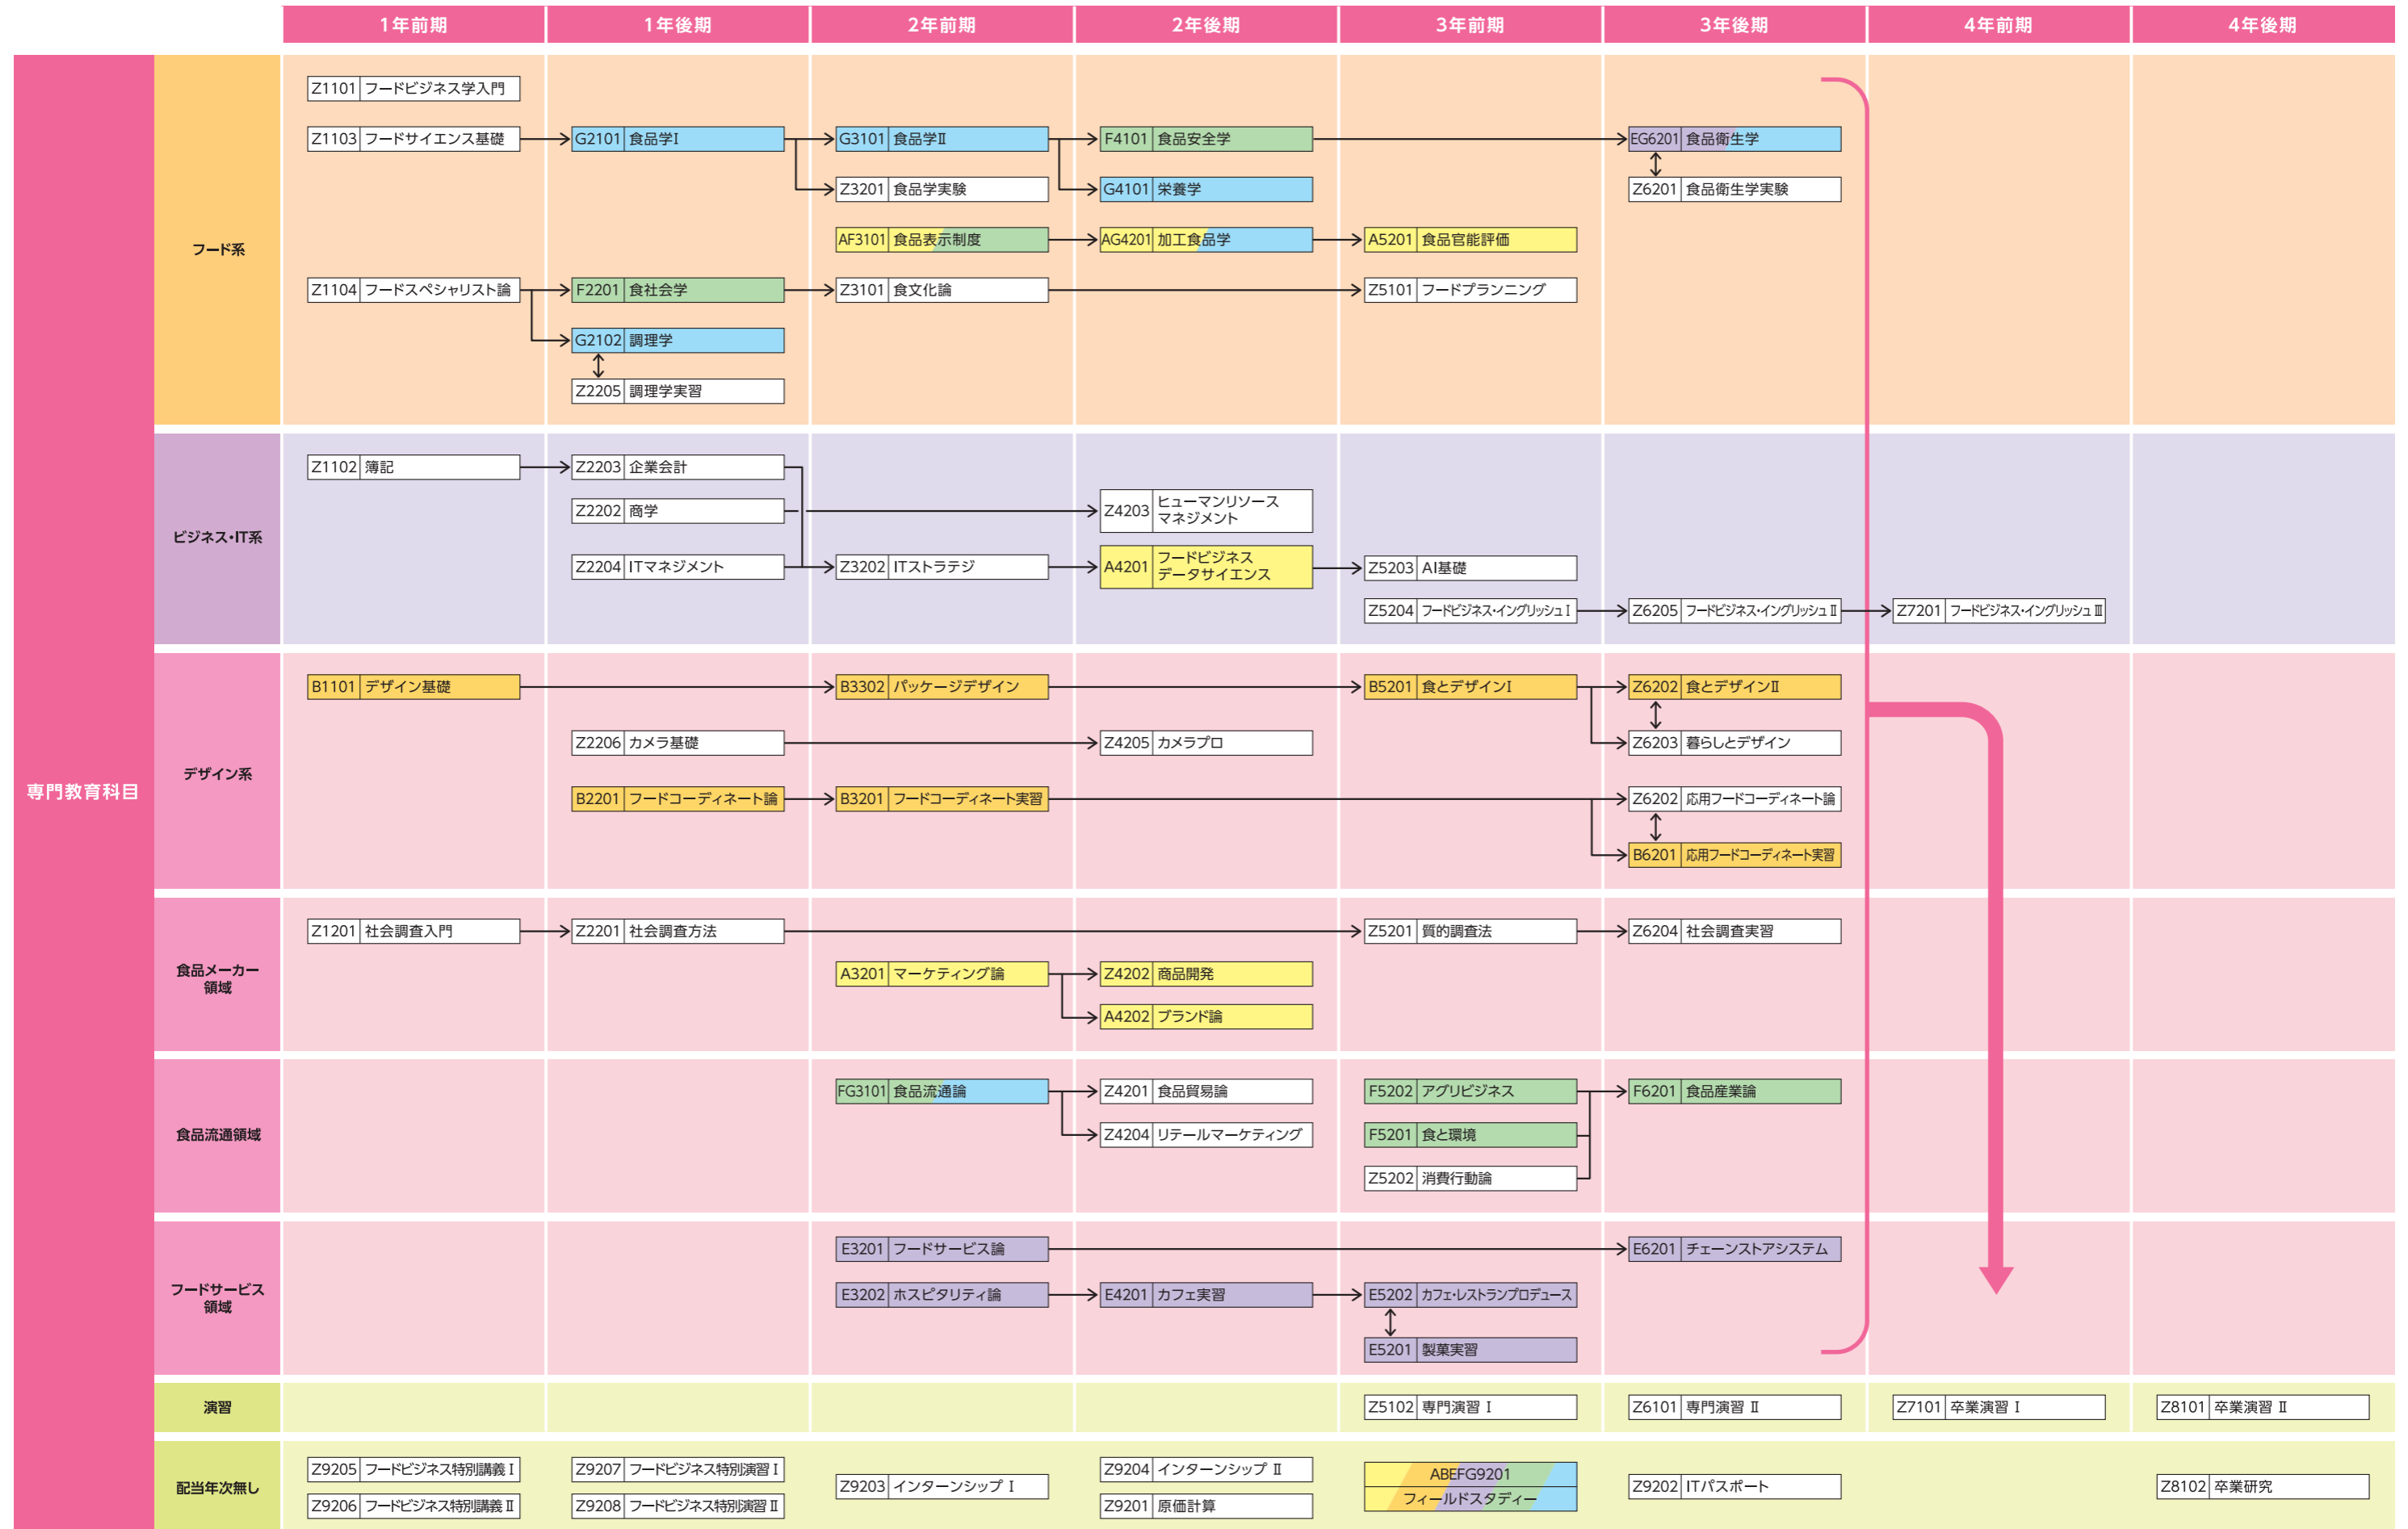 1年前期 1年後期 2年前期 2年後期 3年前期 3年後期 4年前期 4年後期
専門教育科目
フード系
Z1101 フードビジネス学入門
Z1103 フードサイエンス基礎 G2101 食品学Ⅰ G3101 食品学Ⅱ F4101 食品安全学 EG6201 食品衛生学
Z3201 食品学実験 G4101 栄養学 Z6201 食品衛生学実験
AF3101 食品表示制度 AG4201 加工食品学 A5201 食品官能評価
Z1104 フードスペシャリスト論 F2201 食社会学 Z3101 食文化論 Z5101 フードプランニング
G2102 調理学
Z2205 調理学実習
ビジネス・IT系
Z1102 簿記 Z2203 企業会計
Z2202 商学 Z4203 ヒューマンリソース
マネジメント
Z2204 ITマネジメント Z3202 ITストラテジ A4201 フードビジネス
データサイエンス
Z5203 AI基礎
Z5204 フードビジネス・イングリッシュⅠ Z6205 フードビジネス・イングリッシュⅡ Z7201 フードビジネス・イングリッシュⅢ
デザイン系
B1101 デザイン基礎 B3302 パッケージデザイン B5201 食とデザインⅠ Z6202 食とデザインⅡ
Z2206 カメラ基礎 Z4205 カメラプロ Z6203 暮らしとデザイン
B2201 フードコーディネート論 B3201 フードコーディネート実習 Z6202 応用フードコーディネート論
B6201 応用フードコーディネート実習
食品メーカー
領域
Z1201 社会調査入門 Z2201 社会調査方法 Z5201 質的調査法 Z6204 社会調査実習
A3201 マーケティング論 Z4202 商品開発
A4202 ブランド論
食品流通領域
FG3101 食品流通論 Z4201 食品貿易論 F5202 アグリビジネス F6201 食品産業論
Z4204 リテールマーケティング F5201 食と環境
Z5202 消費行動論
フードサービス
領域
E3201 フードサービス論 E6201 チェーンストアシステム
E3202 ホスピタリティ論 E4201 カフェ実習 E5202 カフェ・レストランプロデュース
E5201 製菓実習
演習
Z5102 専門演習 Ⅰ Z6101 専門演習 Ⅱ Z7101 卒業演習 Ⅰ Z8101 卒業演習 Ⅱ
配当年次無し
Z9205 フードビジネス特別講義Ⅰ Z9207 フードビジネス特別演習Ⅰ Z9204 インターンシップ Ⅱ ABEFG9201
Z9203 インターンシップ Ⅰ Z9202 ITパスポート Z8102 卒業研究
Z9206 フードビジネス特別講義Ⅱ Z9208 フードビジネス特別演習Ⅱ Z9201 原価計算 フィールドスタディー